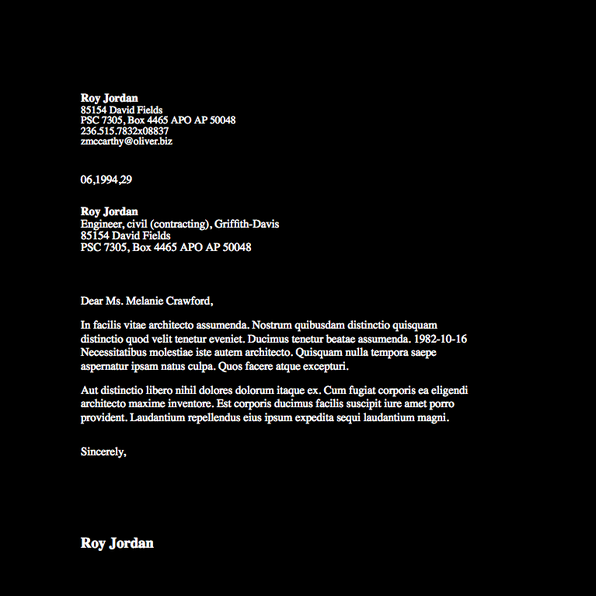 Roy Jordan
85154 David Fields
PSC 7305, Box 4465 APO AP 50048
236.515.7832x08837
zmccarthy@oliver.biz
06,1994,29
Roy Jordan
Engineer, civil (contracting), Griffith-Davis
85154 David Fields
PSC 7305, Box 4465 APO AP 50048
Dear Ms. Melanie Crawford,
In facilis vitae architecto assumenda. Nostrum quibusdam distinctio quisquam
distinctio quod velit tenetur eveniet. Ducimus tenetur beatae assumenda. 1982-10-16
Necessitatibus molestiae iste autem architecto. Quisquam nulla tempora saepe
aspernatur ipsam natus culpa. Quos facere atque excepturi.
Aut distinctio libero nihil dolores dolorum itaque ex. Cum fugiat corporis ea eligendi
architecto maxime inventore. Est corporis ducimus facilis suscipit iure amet porro
provident. Laudantium repellendus eius ipsum expedita sequi laudantium magni.
Sincerely,
Roy Jordan